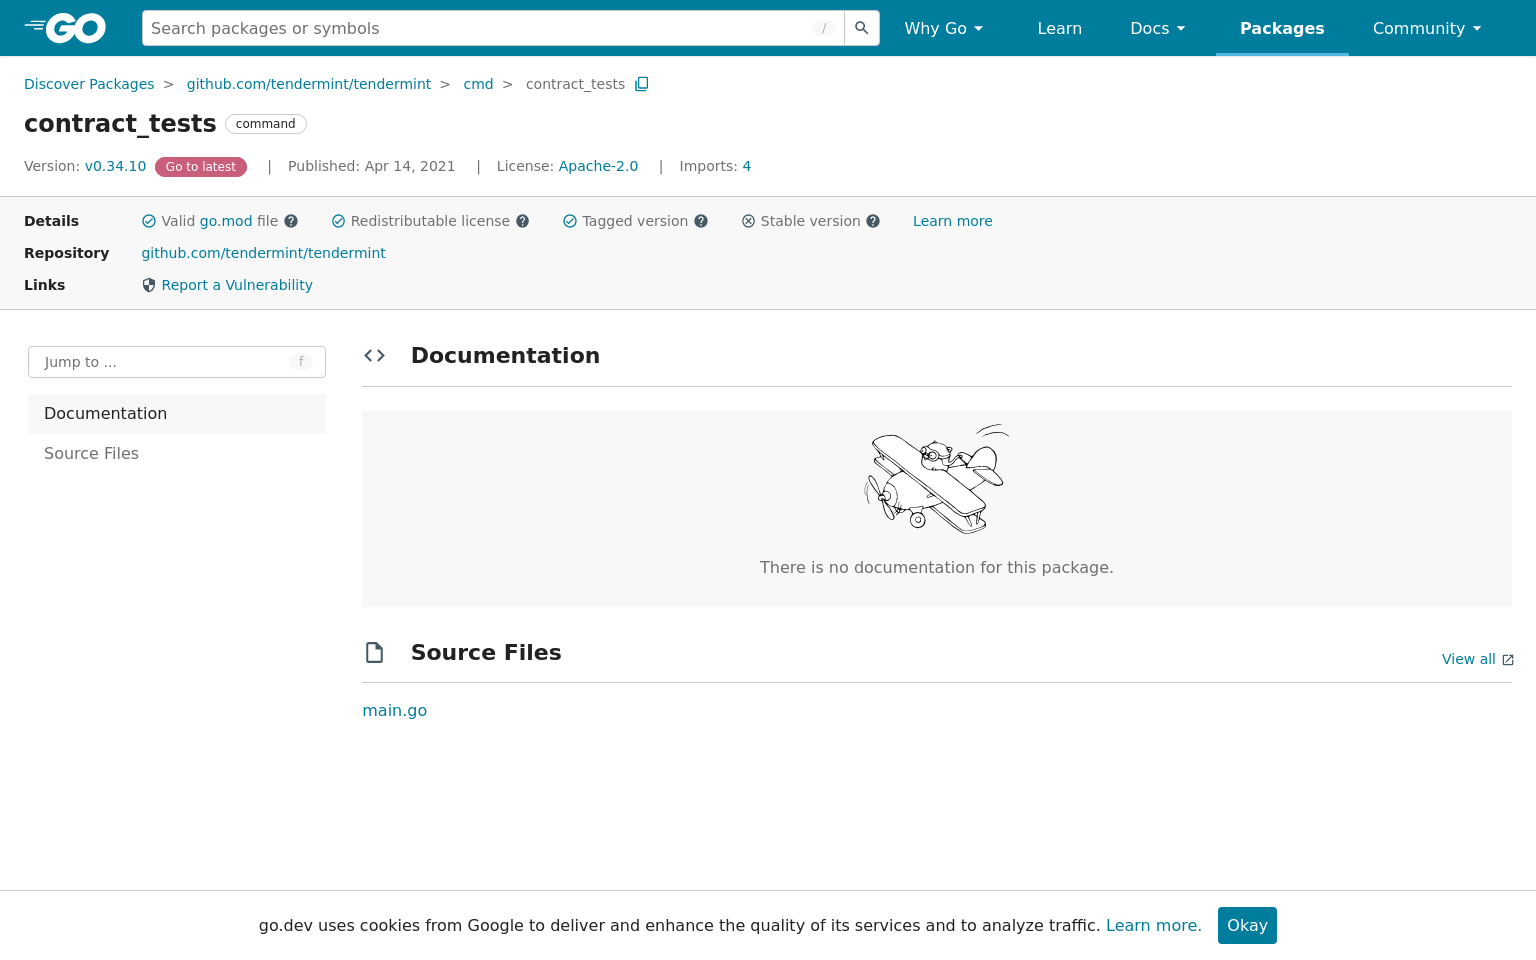 GO Search packages or symbols / Why Go Learn Docs Packages Community
Discover Packages > github.com/tendermint/tendermint > cmd > contract_tests
contract_tests command
Version: v0.34.10 Go to latest | Published: Apr 14, 2021 | License: Apache-2.0 | Imports: 4
Details Valid go.mod file Redistributable license Tagged version Stable version Learn more
Repository github.com/tendermint/tendermint
Links Report a Vulnerability
Jump to ... f
Documentation
Source Files
Documentation
There is no documentation for this package.
Source Files View all
main.go
go.dev uses cookies from Google to deliver and enhance the quality of its services and to analyze traffic. Learn more. Okay